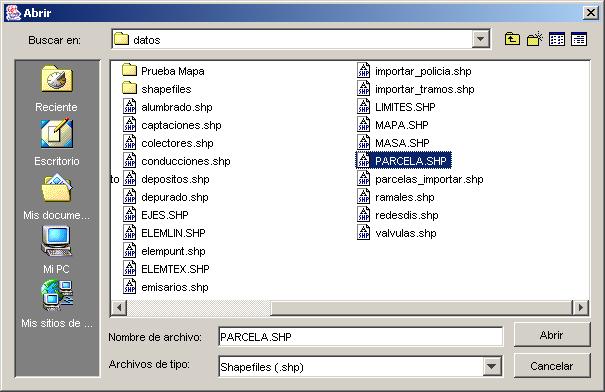 Abrir
Buscar en:
datos
Reciente
Escritorio
Mis docume...
Mi PC
Mis sitios de ...
to
Prueba Mapa
shapefiles
alumbrado.shp
captaciones.shp
colectores.shp
conducciones.shp
depositos.shp
depurado.shp
EJES.SHP
ELEMLIN.SHP
elempunt.shp
ELEMTEX.SHP
emisarios.shp
importar_policia.shp
importar_tramos.shp
LIMITES.SHP
MAPA.SHP
MASA.SHP
PARCELA.SHP
parcelas_importar.shp
ramales.shp
redesdis.shp
valvulas.shp
Nombre de archivo:
PARCELA.SHP
Abrir
Archivos de tipo:
Shapefiles (.shp)
Cancelar